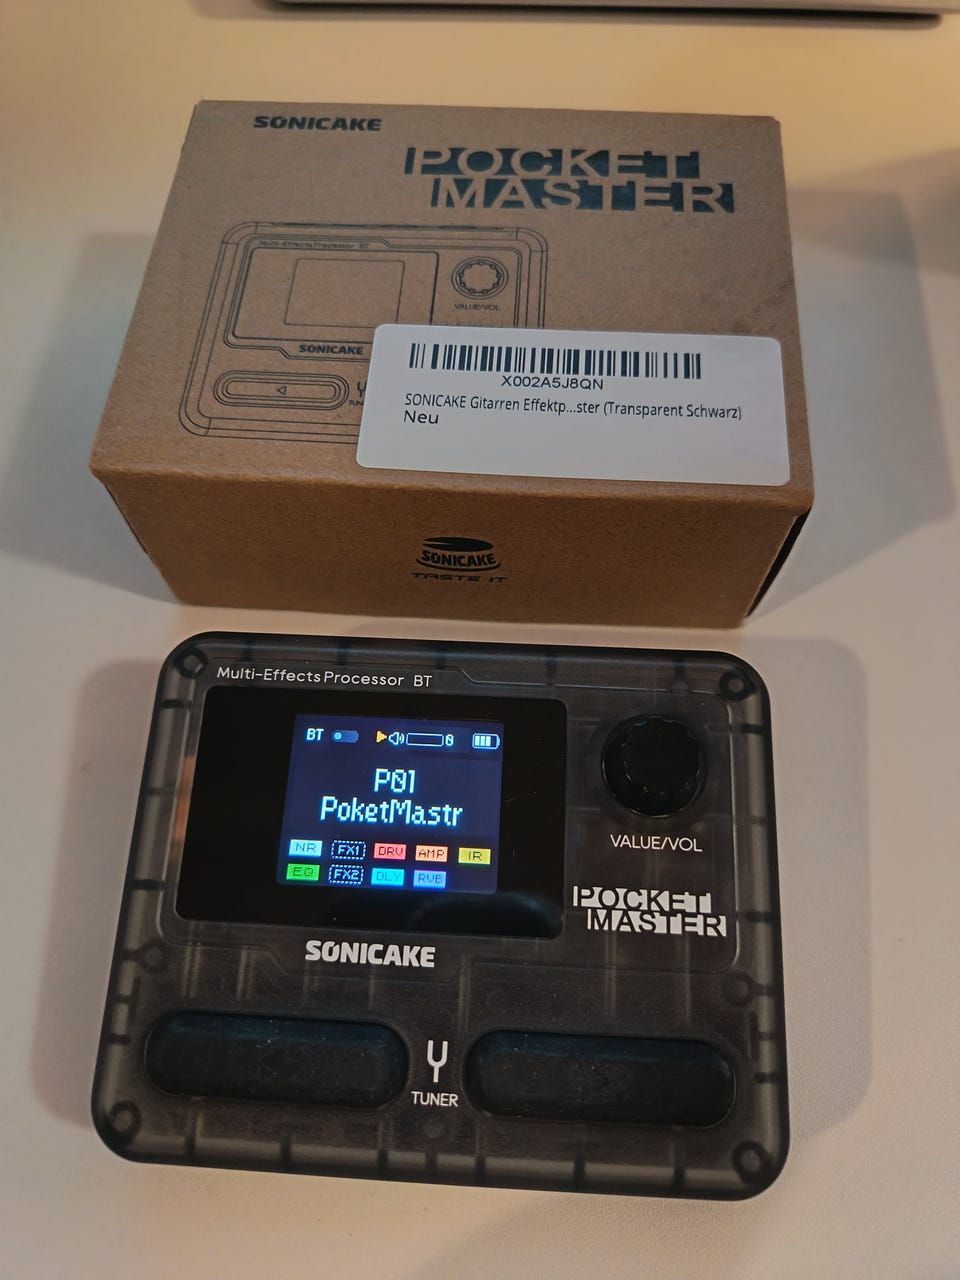 SONICAKE
POCKET
MASTER
Multi-Effects Processor BT
VALUE/VOL
SONICAKE
X002A5J8QN
SONICAKE Gitarren Effektp...ster (Transparent Schwarz)
Neu
SONICAKE
TASTE IT
Multi-Effects Processor BT
BT 0
P01
PoketMastr
NR FX1 DRV AMP IR
EQ FX2 DLY RVB
VALUE/VOL
POCKET
MASTER
SONICAKE
TUNER